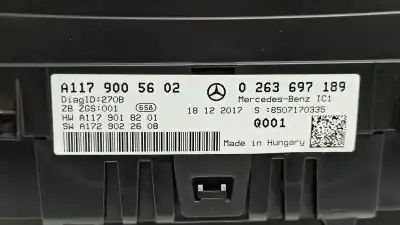 A117 900 56 02 0 263 697 189
DiagID:270B Mercedes-Benz IC1
ZB ZGS:001 658 18 12 2017 S :8507170335
HW A117 901 82 01 Q001
SW A172 902 26 08
Made in Hungary